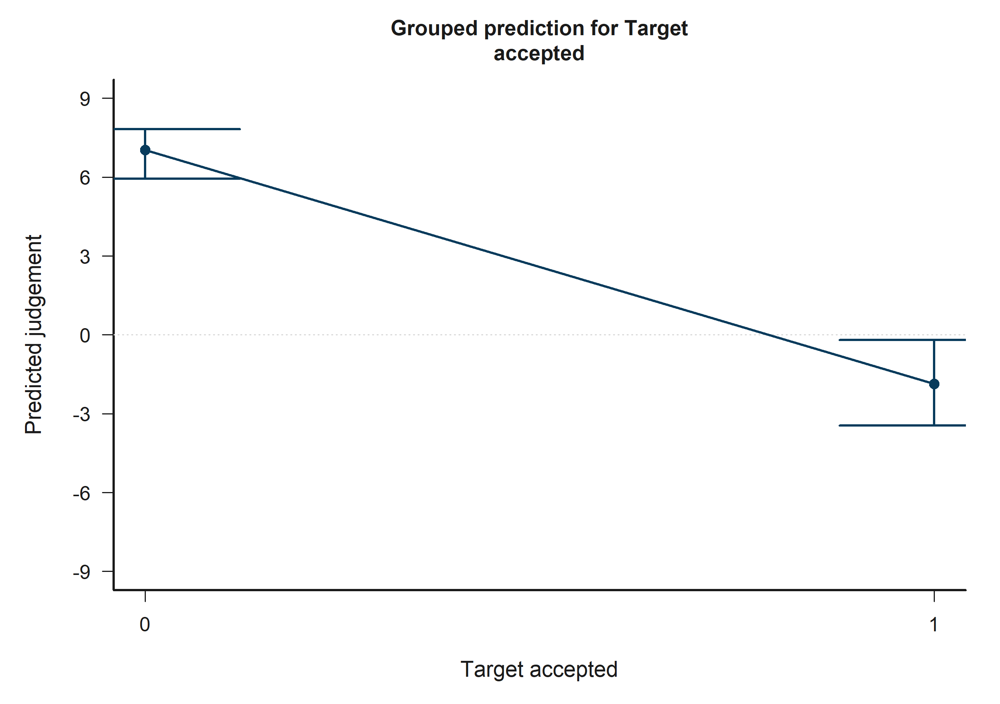 Grouped prediction for Target
accepted
Predicted judgement
9
6
3
0
-3
-6
-9
0
1
Target accepted